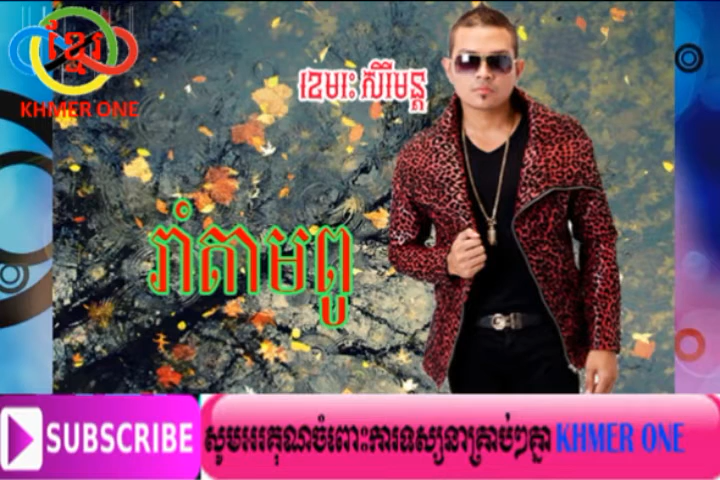 ខ្មែរ
KHMER ONE
ខេមរះ សិរីមន្ត
រាំតាមពូ
SUBSCRIBE
សូមអរគុណចំពោះការទស្សនាគ្រាប់ៗគ្នា KHMER ONE